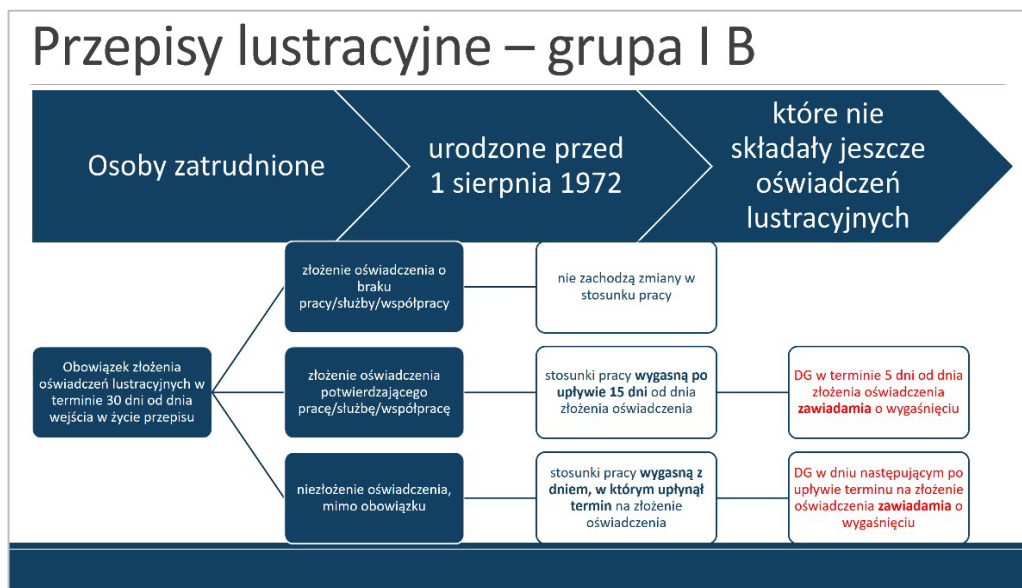 Przepisy lustracyjne – grupa I B
Osoby zatrudnione
urodzone przed
1 sierpnia 1972
które nie
składały jeszcze
oświadczeń
lustracyjnych
Obowiązek złożenia
oświadczeń lustracyjnych w
terminie 30 dni od dnia
wejścia w życie przepisu
złożenie oświadczenia o
braku
pracy/służby/współpracy
nie zachodzą zmiany w
stosunku pracy
złożenie oświadczenia
potwierdzającego
pracę/służbę/współpracę
stosunki pracy wygasną po
upływie 15 dni od dnia
złożenia oświadczenia
DG w terminie 5 dni od dnia
złożenia oświadczenia
zawiadamia o wygaśnięciu
niezłożenie oświadczenia,
mimo obowiązku
stosunki pracy wygasną z
dniem, w którym upłynął
termin na złożenie
oświadczenia
DG w dniu następującym po
upływie terminu na złożenie
oświadczenia zawiadamia o
wygaśnięciu